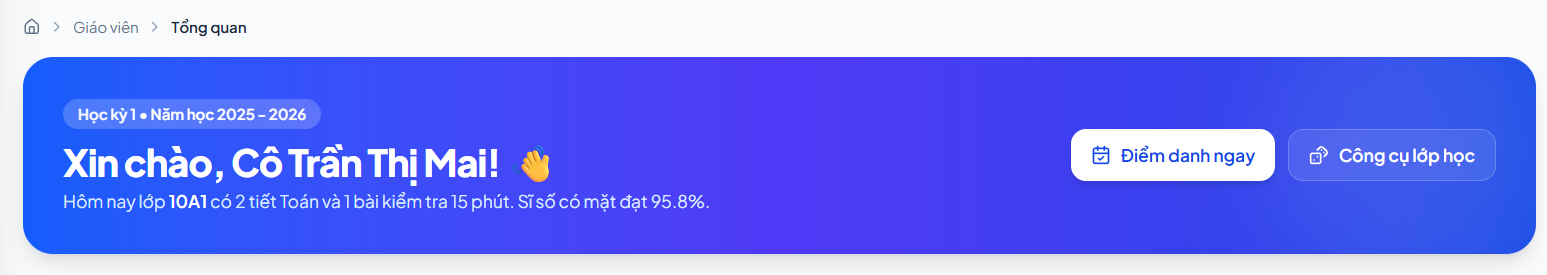 Giáo viên > Tổng quan
Học kỳ 1 • Năm học 2025 - 2026
Xin chào, Cô Trần Thị Mai! 👋
Hôm nay lớp 10A1 có 2 tiết Toán và 1 bài kiểm tra 15 phút. Sĩ số có mặt đạt 95.8%.
Điểm danh ngay
Công cụ lớp học